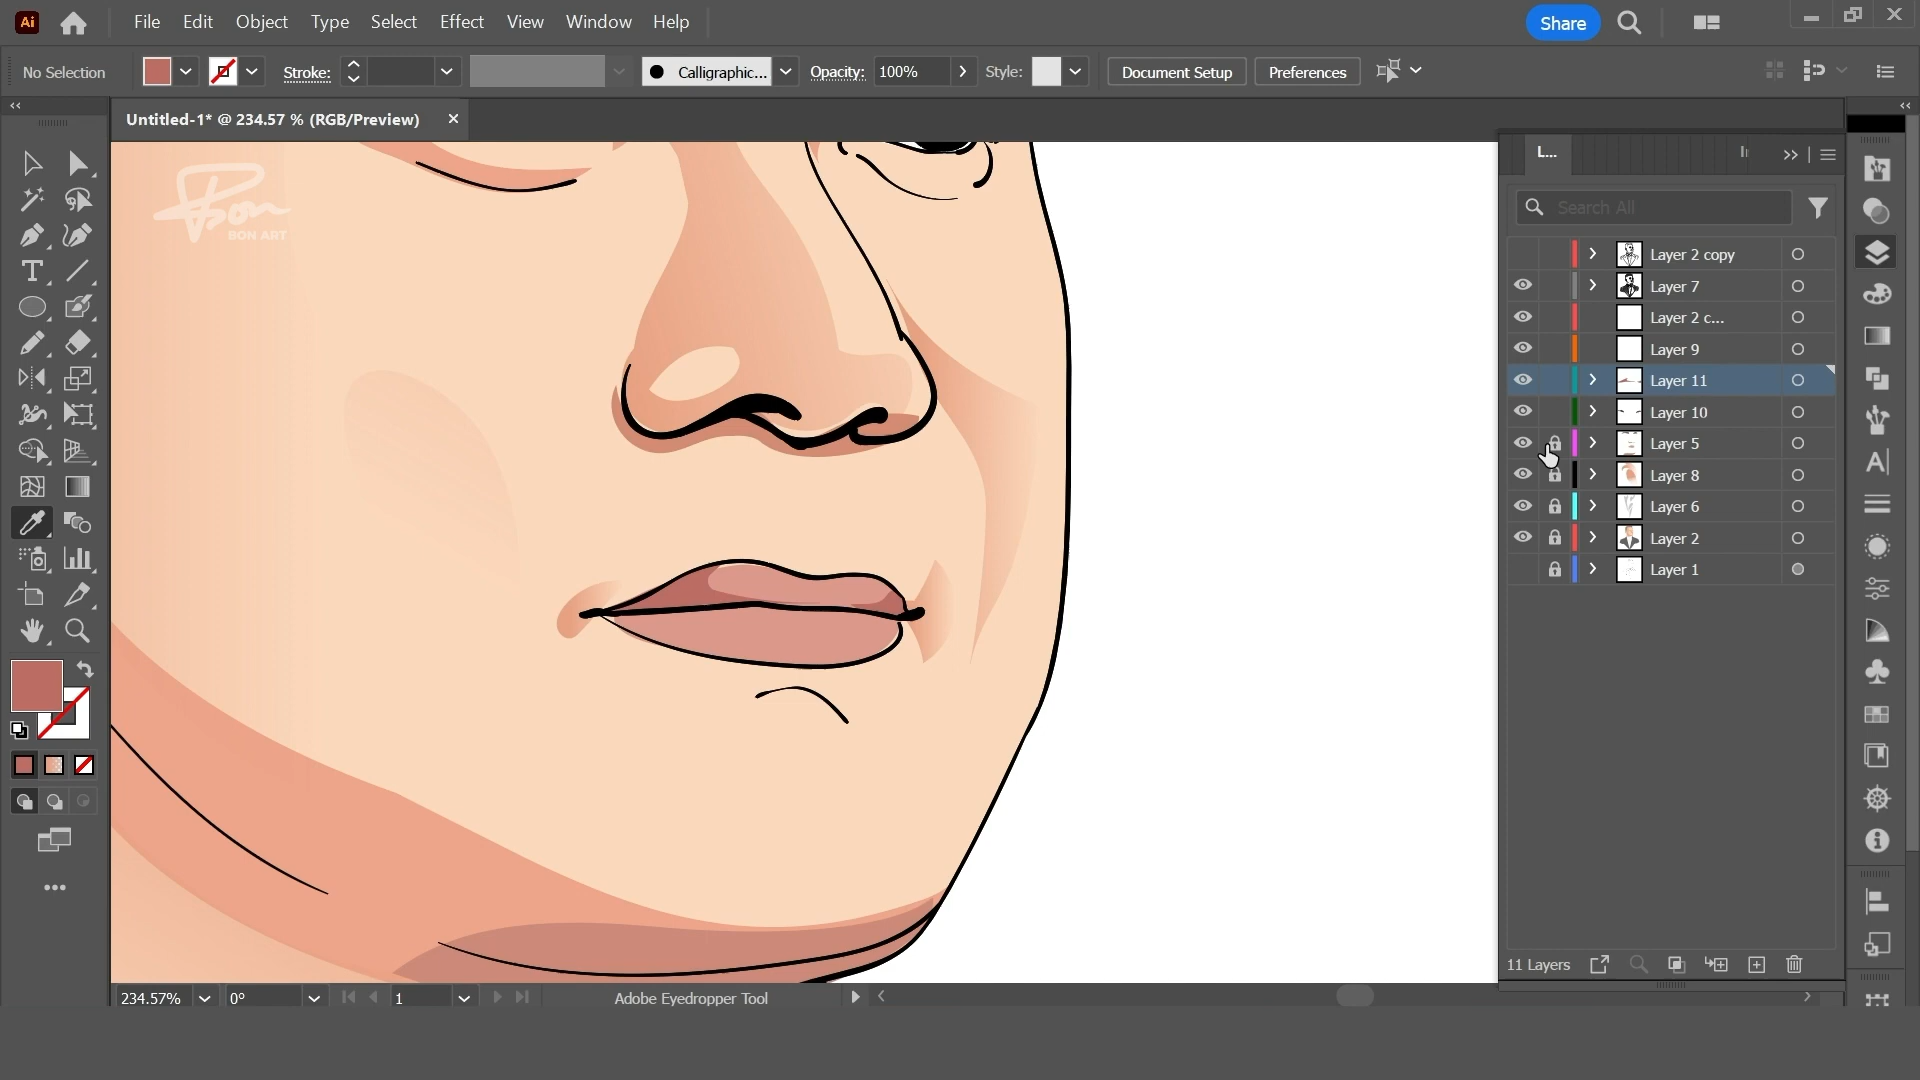 Ai File Edit Object Type Select Effect View Window Help Share
No Selection Stroke: Calligraphic... Opacity: 100% Style: Document Setup Preferences
Untitled-1* @ 234.57 % (RGB/Preview)
L...
Bon
BON ART
Search All
Layer 2 copy
Layer 7
Layer 2 c...
Layer 9
Layer 11
Layer 10
Layer 5
Layer 8
Layer 6
Layer 2
Layer 1
11 Layers
234.57% 0° 1 Adobe Eyedropper Tool